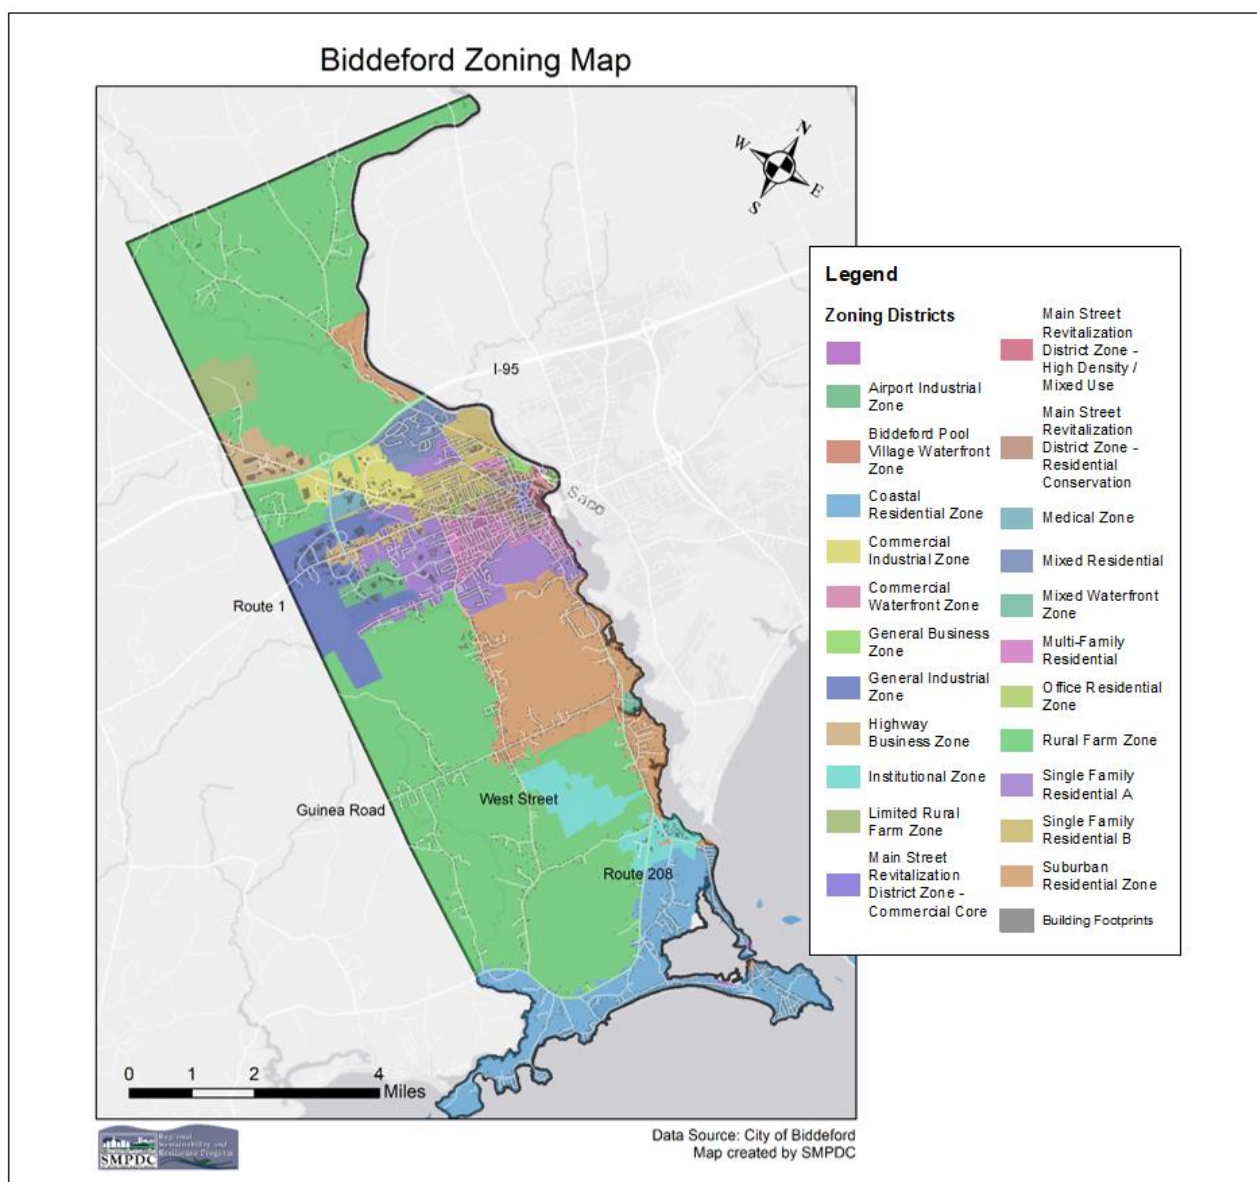 Biddeford Zoning Map
N
W
E
S
I-95
Saco
Route 1
Guinea Road
West Street
Route 208
0 1 2 4
Miles
Legend
Zoning Districts
Airport Industrial
Zone
Biddeford Pool
Village Waterfront
Zone
Coastal
Residential Zone
Commercial
Industrial Zone
Commercial
Waterfront Zone
General Business
Zone
General Industrial
Zone
Highway
Business Zone
Institutional Zone
Limited Rural
Farm Zone
Main Street
Revitalization
District Zone -
Commercial Core
Main Street
Revitalization
District Zone -
High Density /
Mixed Use
Main Street
Revitalization
District Zone -
Residential
Conservation
Medical Zone
Mixed Residential
Mixed Waterfront
Zone
Multi-Family
Residential
Office Residential
Zone
Rural Farm Zone
Single Family
Residential A
Single Family
Residential B
Suburban
Residential Zone
Building Footprints
SMPDC
Regional
Sustainability and
Resilience Program
Data Source: City of Biddeford
Map created by SMPDC